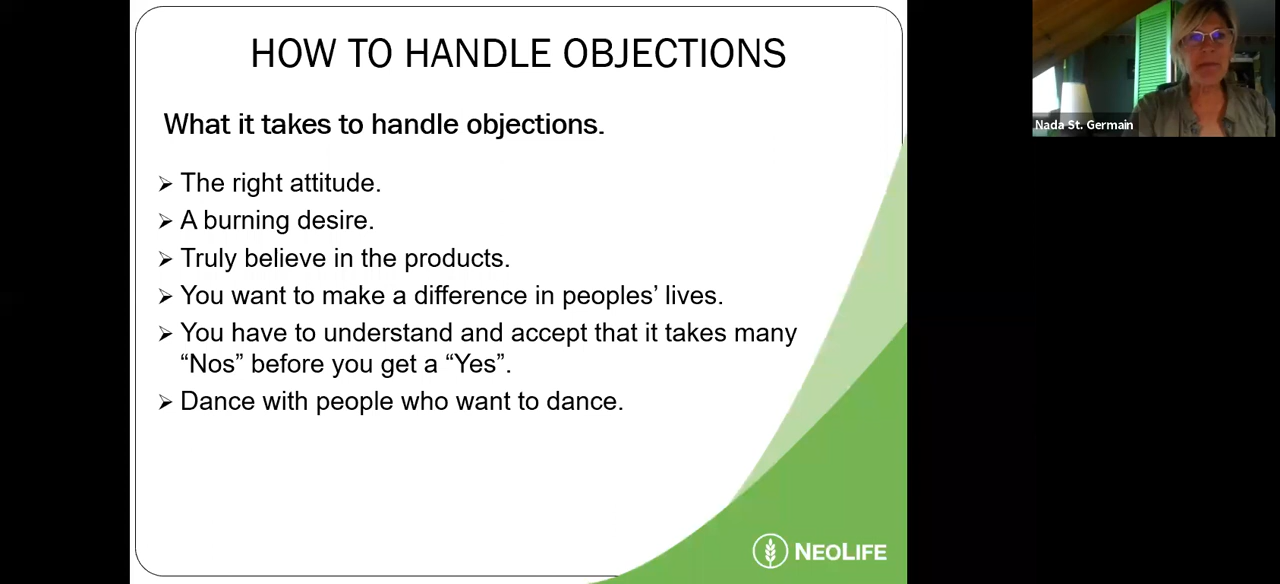 HOW TO HANDLE OBJECTIONS
What it takes to handle objections.
➢ The right attitude.
➢ A burning desire.
➢ Truly believe in the products.
➢ You want to make a difference in peoples’ lives.
➢ You have to understand and accept that it takes many
“Nos” before you get a “Yes”.
➢ Dance with people who want to dance.
NEOLIFE
Nada St. Germain